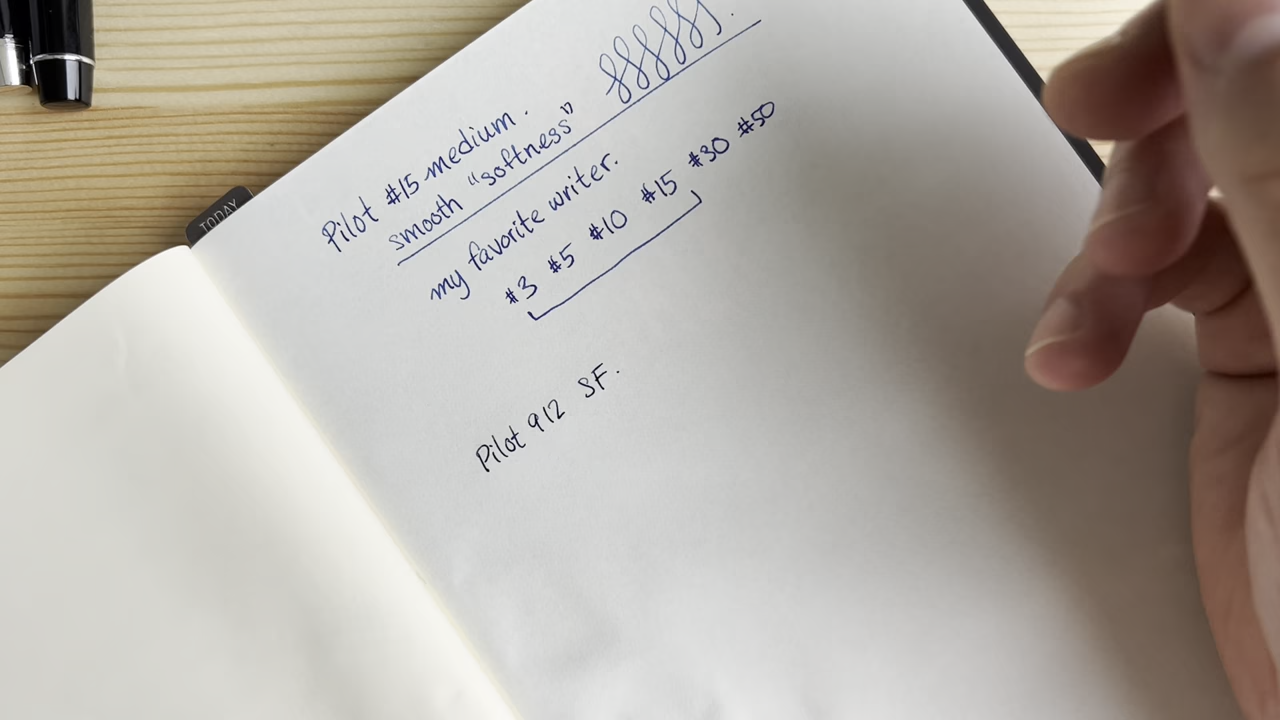 Pilot #15 medium.
smooth "softness"
my favorite writer.
#3 #5 #10 #15 #30 #50
Pilot 912 SF.
TODAY